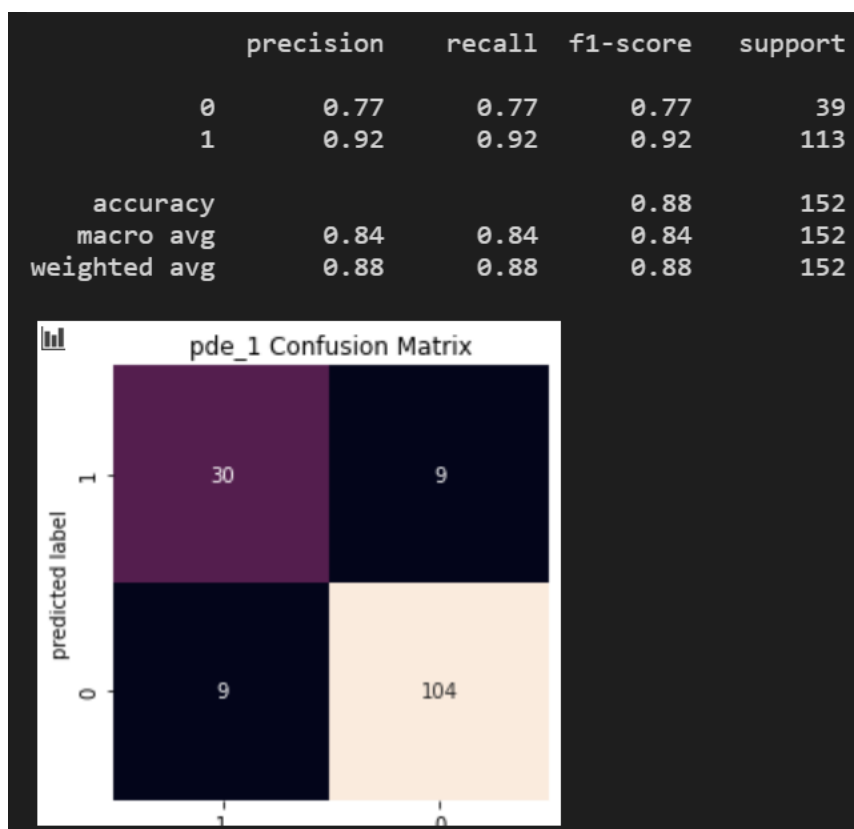 precision recall f1-score support
0 0.77 0.77 0.77 39
1 0.92 0.92 0.92 113
accuracy 0.88 152
macro avg 0.84 0.84 0.84 152
weighted avg 0.88 0.88 0.88 152
pde_1 Confusion Matrix
predicted label
1
30 9
0
9 104
1 0